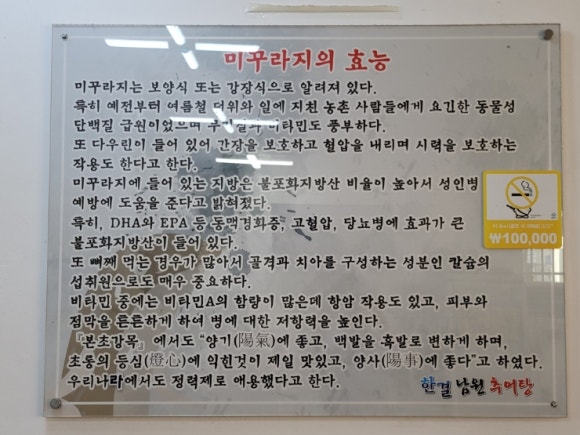 미꾸라지의 효능
미꾸라지는 보양식 또는 강장식으로 알려져 있다.
특히 예전부터 여름철 더위와 일에 지친 농촌 사람들에게 요긴한 동물성
단백질 급원이었으며 무기질과 비타민도 풍부하다.
또 다우린이 들어 있어 간장을 보호하고 혈압을 내리며 시력을 보호하는
작용도 한다고 한다.
미꾸라지에 들어 있는 지방은 불포화지방산 비율이 높아서 성인병
예방에 도움을 준다고 밝혀졌다.
특히, DHA와 EPA 등 동맥경화증, 고혈압, 당뇨병에 효과가 큰
불포화지방산이 들어 있다.
또 뼈째 먹는 경우가 많아서 골격과 치아를 구성하는 성분인 칼슘의
섭취원으로도 매우 중요하다.
비타민 중에는 비타민A의 함량이 많은데 항암 작용도 있고, 피부와
점막을 튼튼하게 하여 병에 대한 저항력을 높인다.
『본초강목』에서도 "양기(陽氣)에 좋고, 백발을 흑발로 변하게 하며,
초롱의 등심(燈心)에 익힌것이 제일 맛있고, 양사(陽事)에 좋다"고 하였다.
우리나라에서도 정력제로 애용했다고 한다.
한결 남원 추어탕
₩100,000